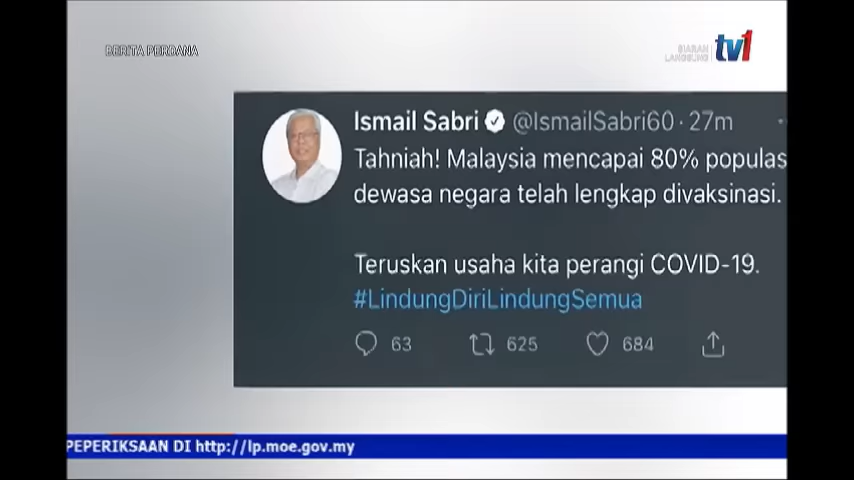 BERITA PERDANA
SIARAN
LANGSUNG
tv1
Ismail Sabri @IsmailSabri60 · 27m
Tahniah! Malaysia mencapai 80% populas
dewasa negara telah lengkap divaksinasi.
Teruskan usaha kita perangi COVID-19.
#LindungDiriLindungSemua
63 625 684
PEPERIKSAAN DI http://lp.moe.gov.my